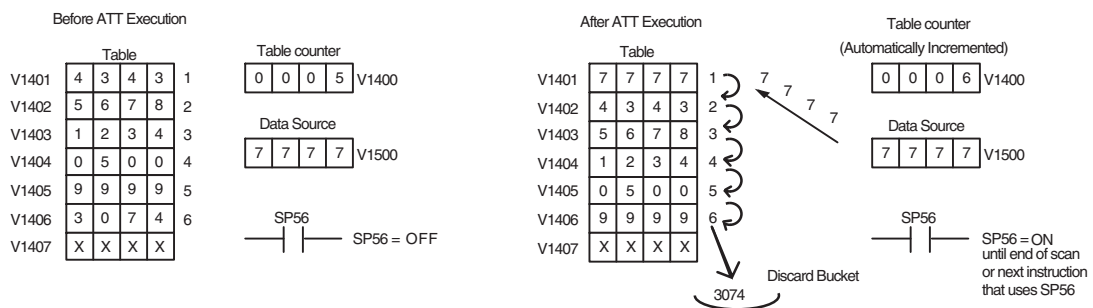 Before ATT Execution
Table
V1401 4 3 4 3 1
V1402 5 6 7 8 2
V1403 1 2 3 4 3
V1404 0 5 0 0 4
V1405 9 9 9 9 5
V1406 3 0 7 4 6
V1407 X X X X
Table counter
0 0 0 5 V1400
Data Source
7 7 7 7 V1500
SP56
SP56 = OFF
After ATT Execution
Table
V1401 7 7 7 7 1
V1402 4 3 4 3 2
V1403 5 6 7 8 3
V1404 1 2 3 4 4
V1405 0 5 0 0 5
V1406 9 9 9 9 6
V1407 X X X X
7 7 7 7
Table counter
(Automatically Incremented)
0 0 0 6 V1400
Data Source
7 7 7 7 V1500
SP56
SP56 = ON
until end of scan
or next instruction
that uses SP56
Discard Bucket
3074